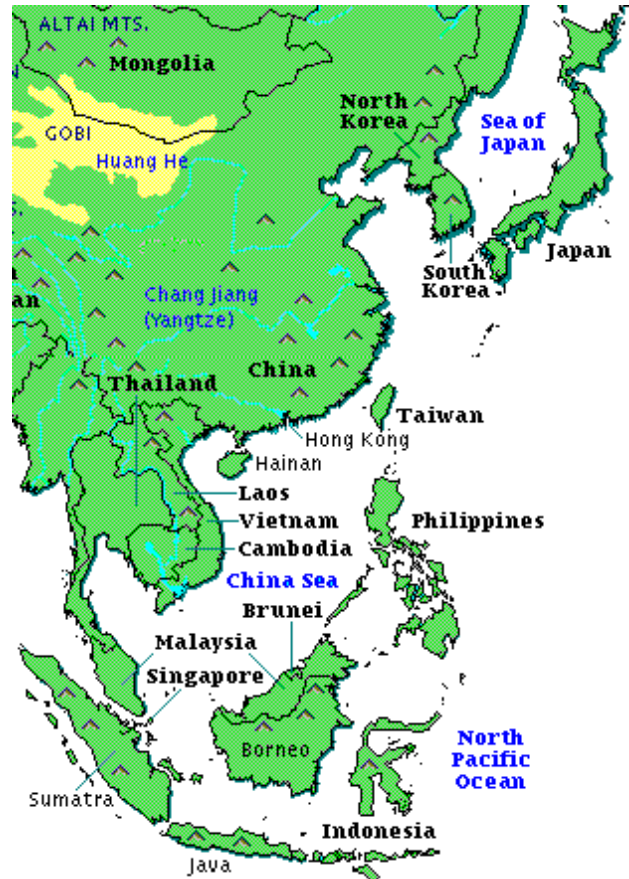 ALTAI MTS.
Mongolia
North
Korea
Sea of
Japan
GOBI
Huang He
South
Korea
Japan
an
Chang Jiang
(Yangtze)
China
Thailand
Taiwan
Hong Kong
Hainan
Laos
Vietnam
Philippines
Cambodia
China Sea
Brunei
Malaysia
Singapore
Borneo
North
Pacific
Ocean
Sumatra
Indonesia
Java